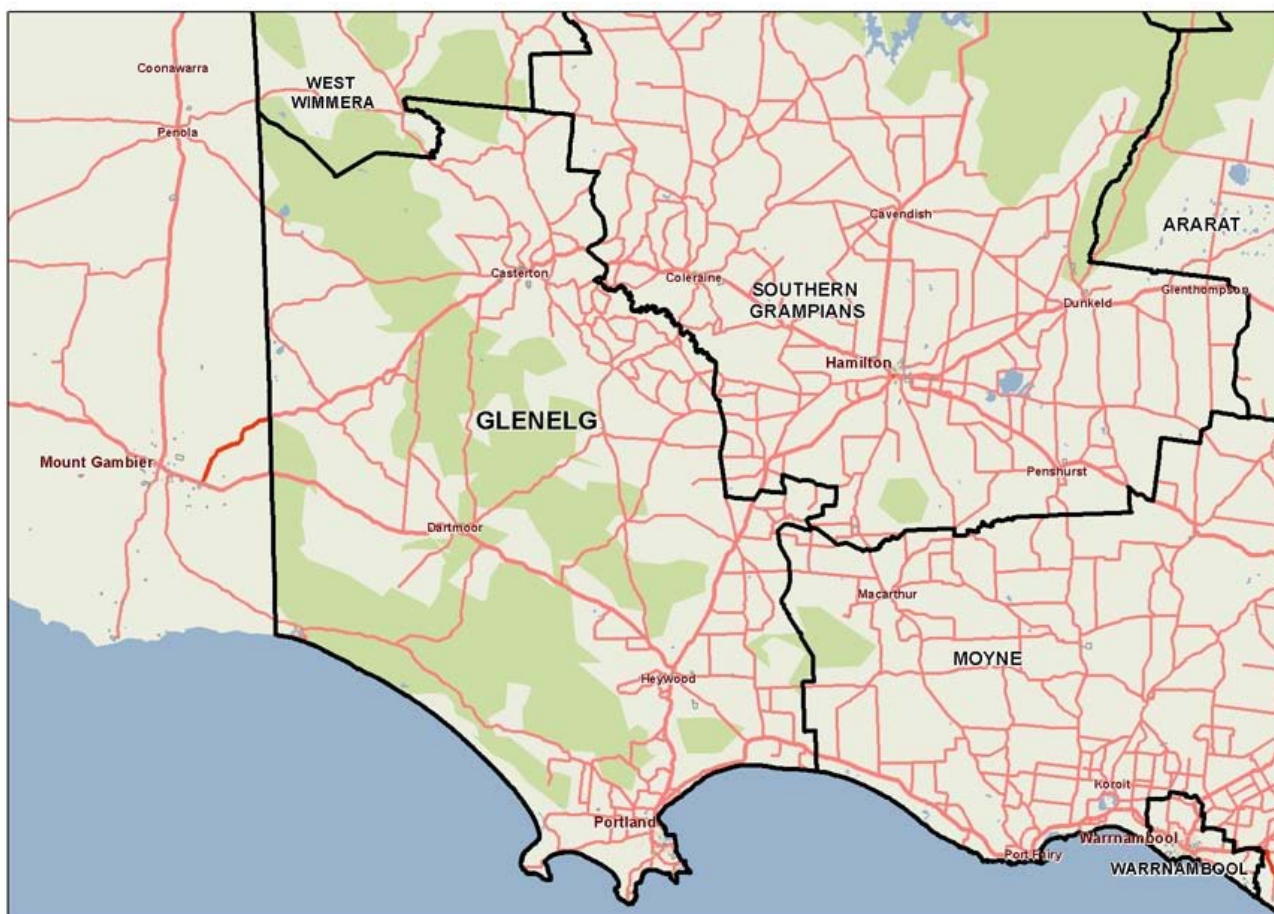 Coonawarra
WEST
WIMMERA
Penola
Cavendish
ARARAT
Casterton
Coleraine
SOUTHERN
GRAMPIANS
Glenthompson
Dunkeld
Hamilton
GLENELG
Mount Gambier
Penshurst
Dartmoor
Macarthur
MOYNE
Heywood
Koroit
Portland
Warrnambool
Port Fairy
WARRNAMBOOL